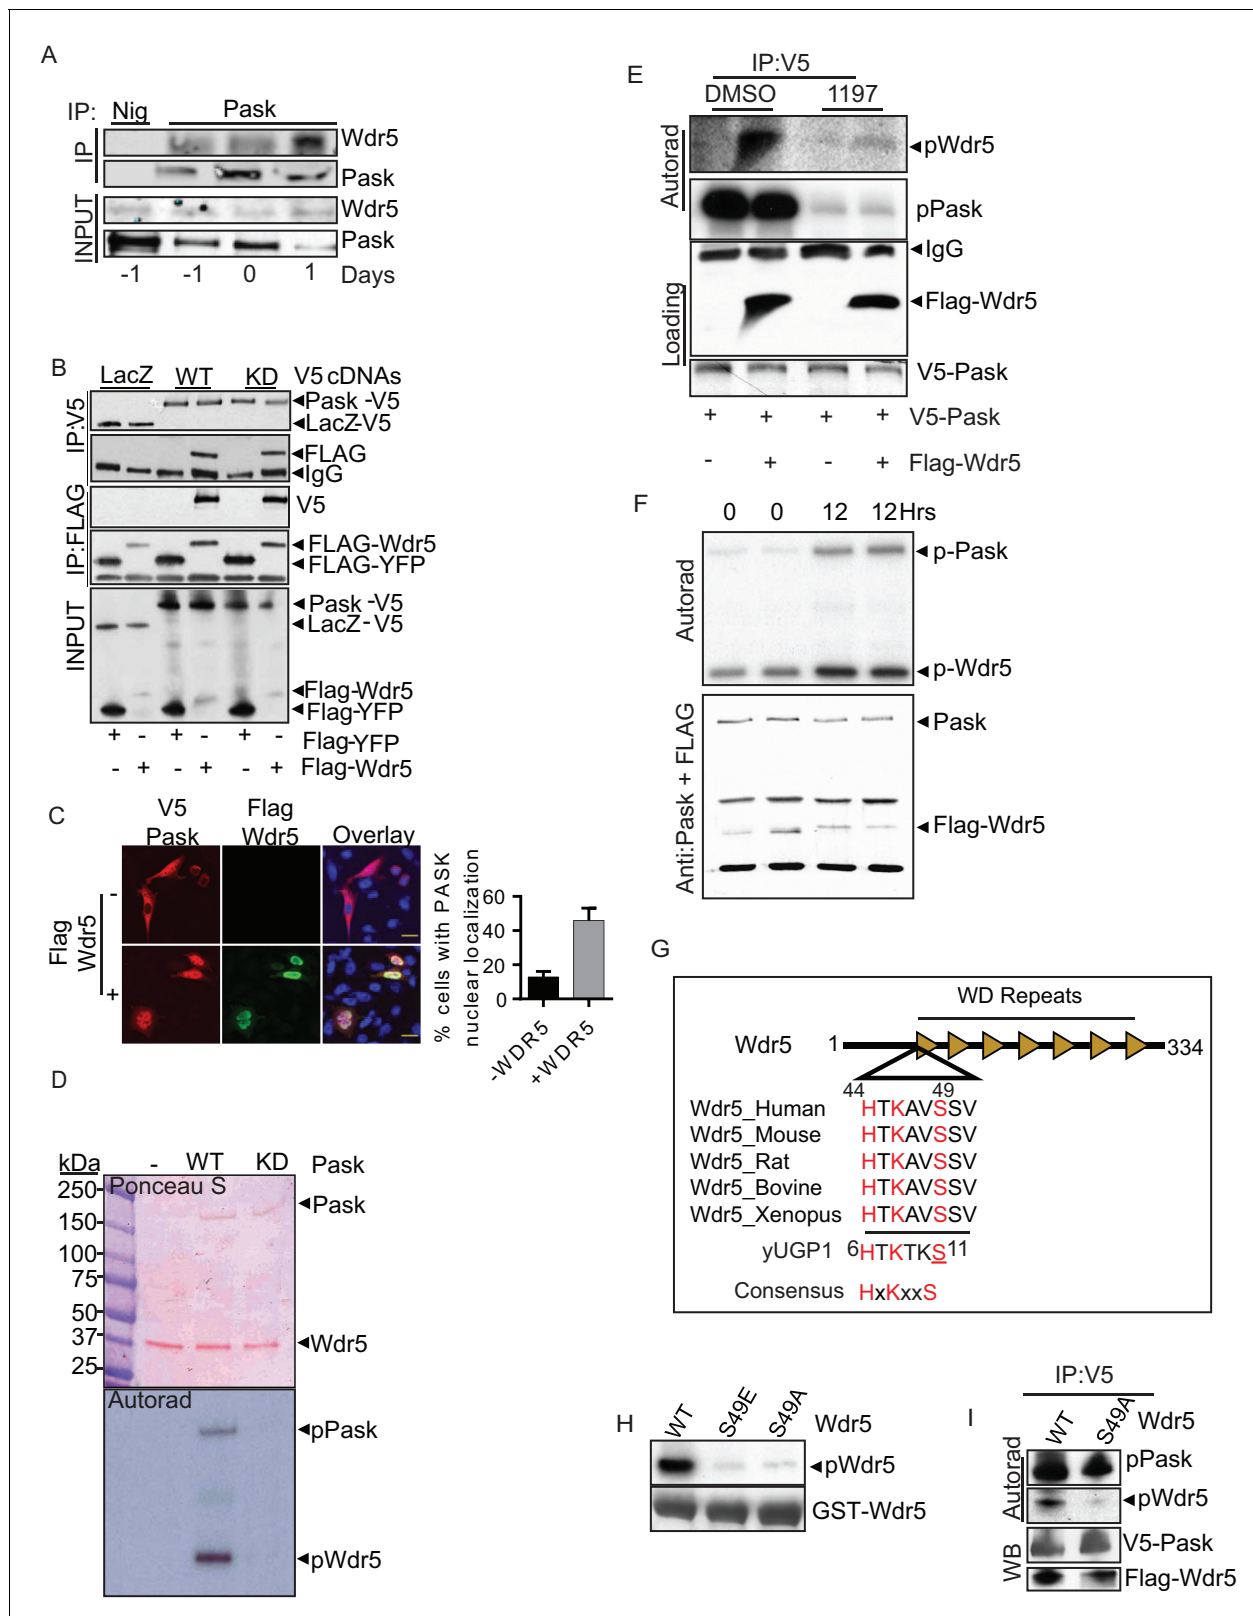 A
IP: Nig Pask
IP
Wdr5
Pask
INPUT
Wdr5
Pask
-1 -1 0 1 Days
B
LacZ WT KD V5 cDNAs
IP:V5
Pask -V5
LacZ-V5
FLAG
IgG
IP:FLAG
V5
FLAG-Wdr5
FLAG-YFP
INPUT
Pask -V5
LacZ- V5
Flag-Wdr5
Flag-YFP
+ - + - + - Flag-YFP
- + - + - + Flag-Wdr5
C
V5 Pask
Flag Wdr5
Overlay
Flag Wdr5
-
+
% cells with PASK nuclear localization
60
40
20
0
-WDR5
+WDR5
D
kDa - WT KD Pask
Ponceau S
250
150
100
75
50
37
25
Pask
Wdr5
Autorad
pPask
pWdr5
E
IP:V5
DMSO 1197
Autorad
pWdr5
pPask
Loading
IgG
Flag-Wdr5
V5-Pask
+ + + + V5-Pask
- + - + Flag-Wdr5
F
0 0 12 12Hrs
Autorad
p-Pask
p-Wdr5
Anti:Pask + FLAG
Pask
Flag-Wdr5
G
WD Repeats
Wdr5 1 334
44 49
Wdr5_Human HTKAVSSV
Wdr5_Mouse HTKAVSSV
Wdr5_Rat HTKAVSSV
Wdr5_Bovine HTKAVSSV
Wdr5_Xenopus HTKAVSSV
yUGP1 6HTKTKS11
Consensus HxKxxS
H
WT S49E S49A Wdr5
pWdr5
GST-Wdr5
I
IP:V5
WT S49A Wdr5
Autorad
pPask
pWdr5
WB
V5-Pask
Flag-Wdr5